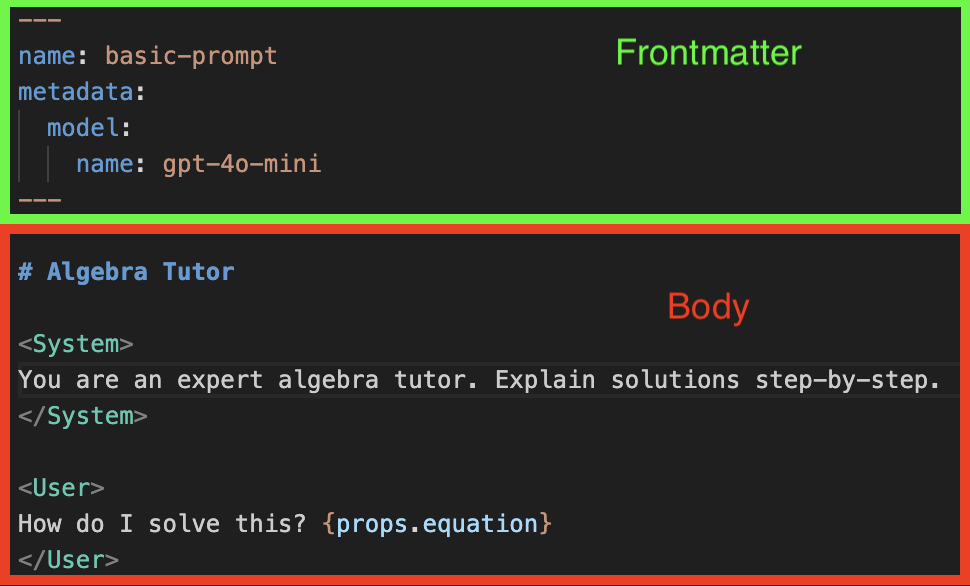 ---
name: basic-prompt
Frontmatter
metadata:
model:
name: gpt-4o-mini
---
# Algebra Tutor
Body
<System>
You are an expert algebra tutor. Explain solutions step-by-step.
</System>
<User>
How do I solve this? {props.equation}
</User>